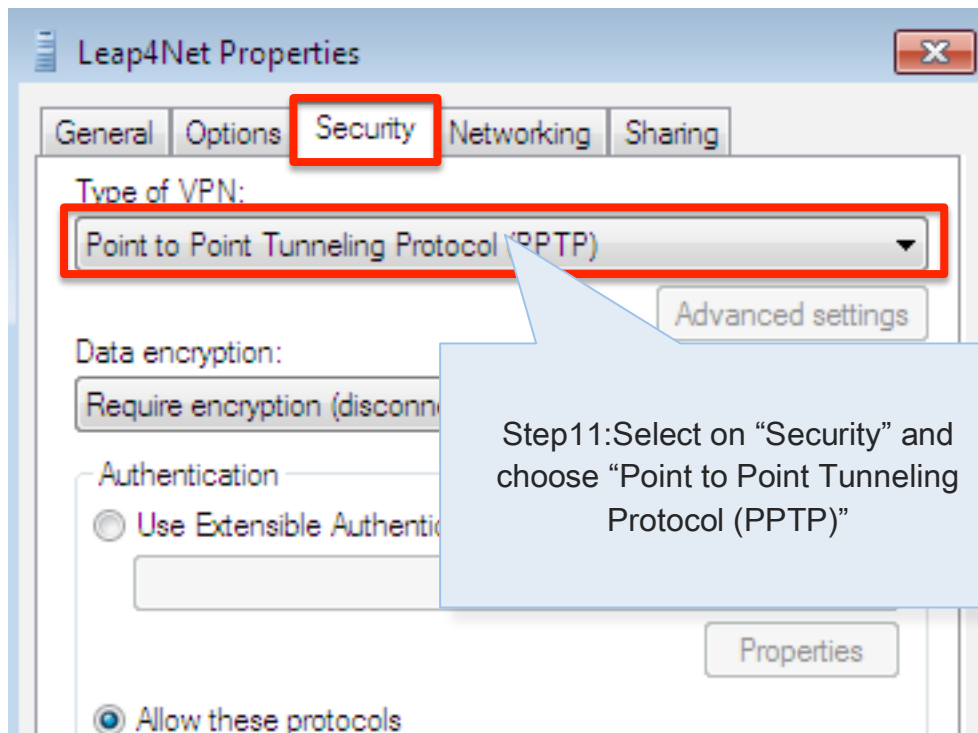 Leap4Net Properties
General Options Security Networking Sharing
Type of VPN:
Point to Point Tunneling Protocol (PPTP)
Advanced settings
Data encryption:
Require encryption
Step11:Select on “Security” and
choose “Point to Point Tunneling
Protocol (PPTP)”
Authentication
Use Extensible
Properties
Allow these protocols